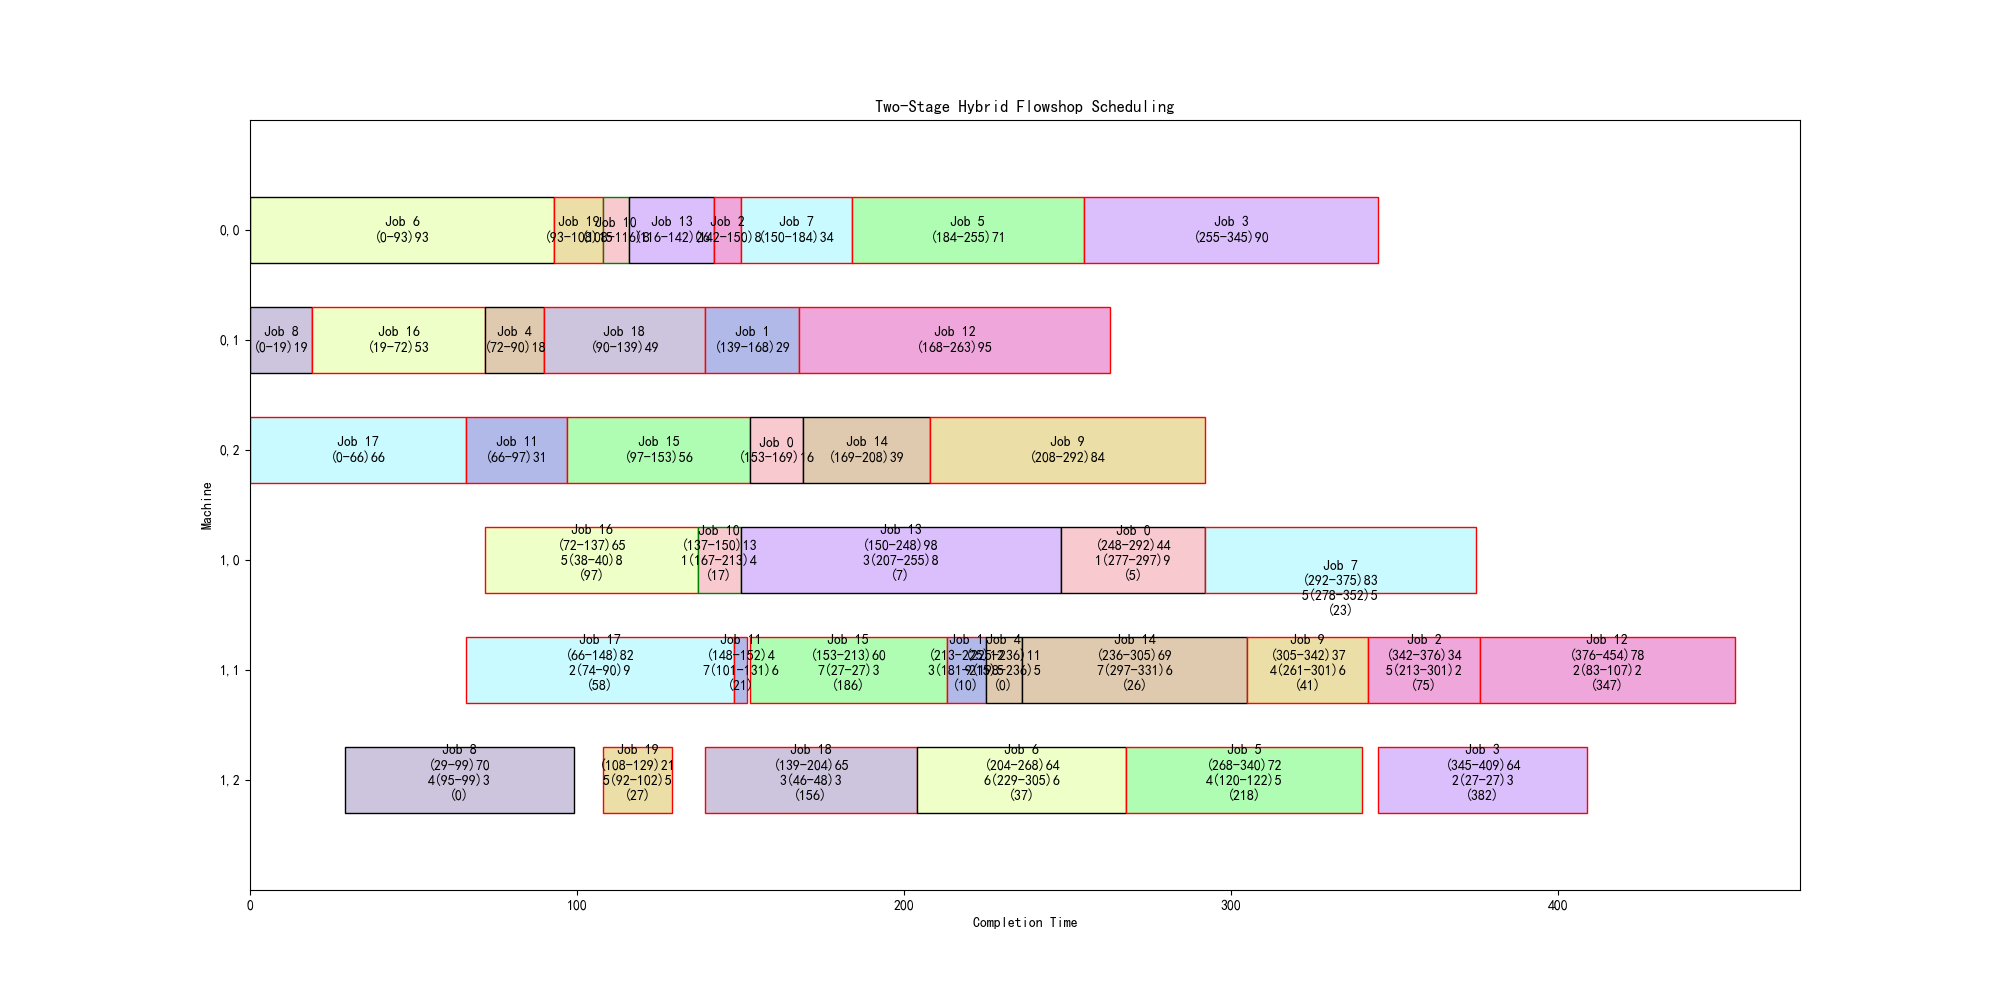 Two-Stage Hybrid Flowshop Scheduling
0,0
Job 6
(0-93)93
Job 19
(93-108)15
Job 10
(108-116)8
Job 13
(116-142)26
Job 2
(142-150)8
Job 7
(150-184)34
Job 5
(184-255)71
Job 3
(255-345)90
0,1
Job 8
(0-19)19
Job 16
(19-72)53
Job 4
(72-90)18
Job 18
(90-139)49
Job 1
(139-168)29
Job 12
(168-263)95
0,2
Job 17
(0-66)66
Job 11
(66-97)31
Job 15
(97-153)56
Job 0
(153-169)16
Job 14
(169-208)39
Job 9
(208-292)84
Machine
1,0
Job 16
(72-137)65
5(38-40)8
(97)
Job 10
(137-150)13
1(167-213)4
(17)
Job 13
(150-248)98
3(207-255)8
(7)
Job 0
(248-292)44
1(277-297)9
(5)
Job 7
(292-375)83
5(278-352)5
(23)
1,1
Job 17
(66-148)82
2(74-90)9
(58)
Job 11
(148-152)4
7(101-131)6
(21)
Job 15
(153-213)60
7(27-27)3
(186)
Job 1
(213-225)12
3(181-215)
(10)
Job 4
(225-236)11
(198-236)5
(0)
Job 14
(236-305)69
7(297-331)6
(26)
Job 9
(305-342)37
4(261-301)6
(41)
Job 2
(342-376)34
5(213-301)2
(75)
Job 12
(376-454)78
2(83-107)2
(347)
1,2
Job 8
(29-99)70
4(95-99)3
(0)
Job 19
(108-129)21
5(92-102)5
(27)
Job 18
(139-204)65
3(46-48)3
(156)
Job 6
(204-268)64
6(229-305)6
(37)
Job 5
(268-340)72
4(120-122)5
(218)
Job 3
(345-409)64
2(27-27)3
(382)
0
100
200
300
400
Completion Time